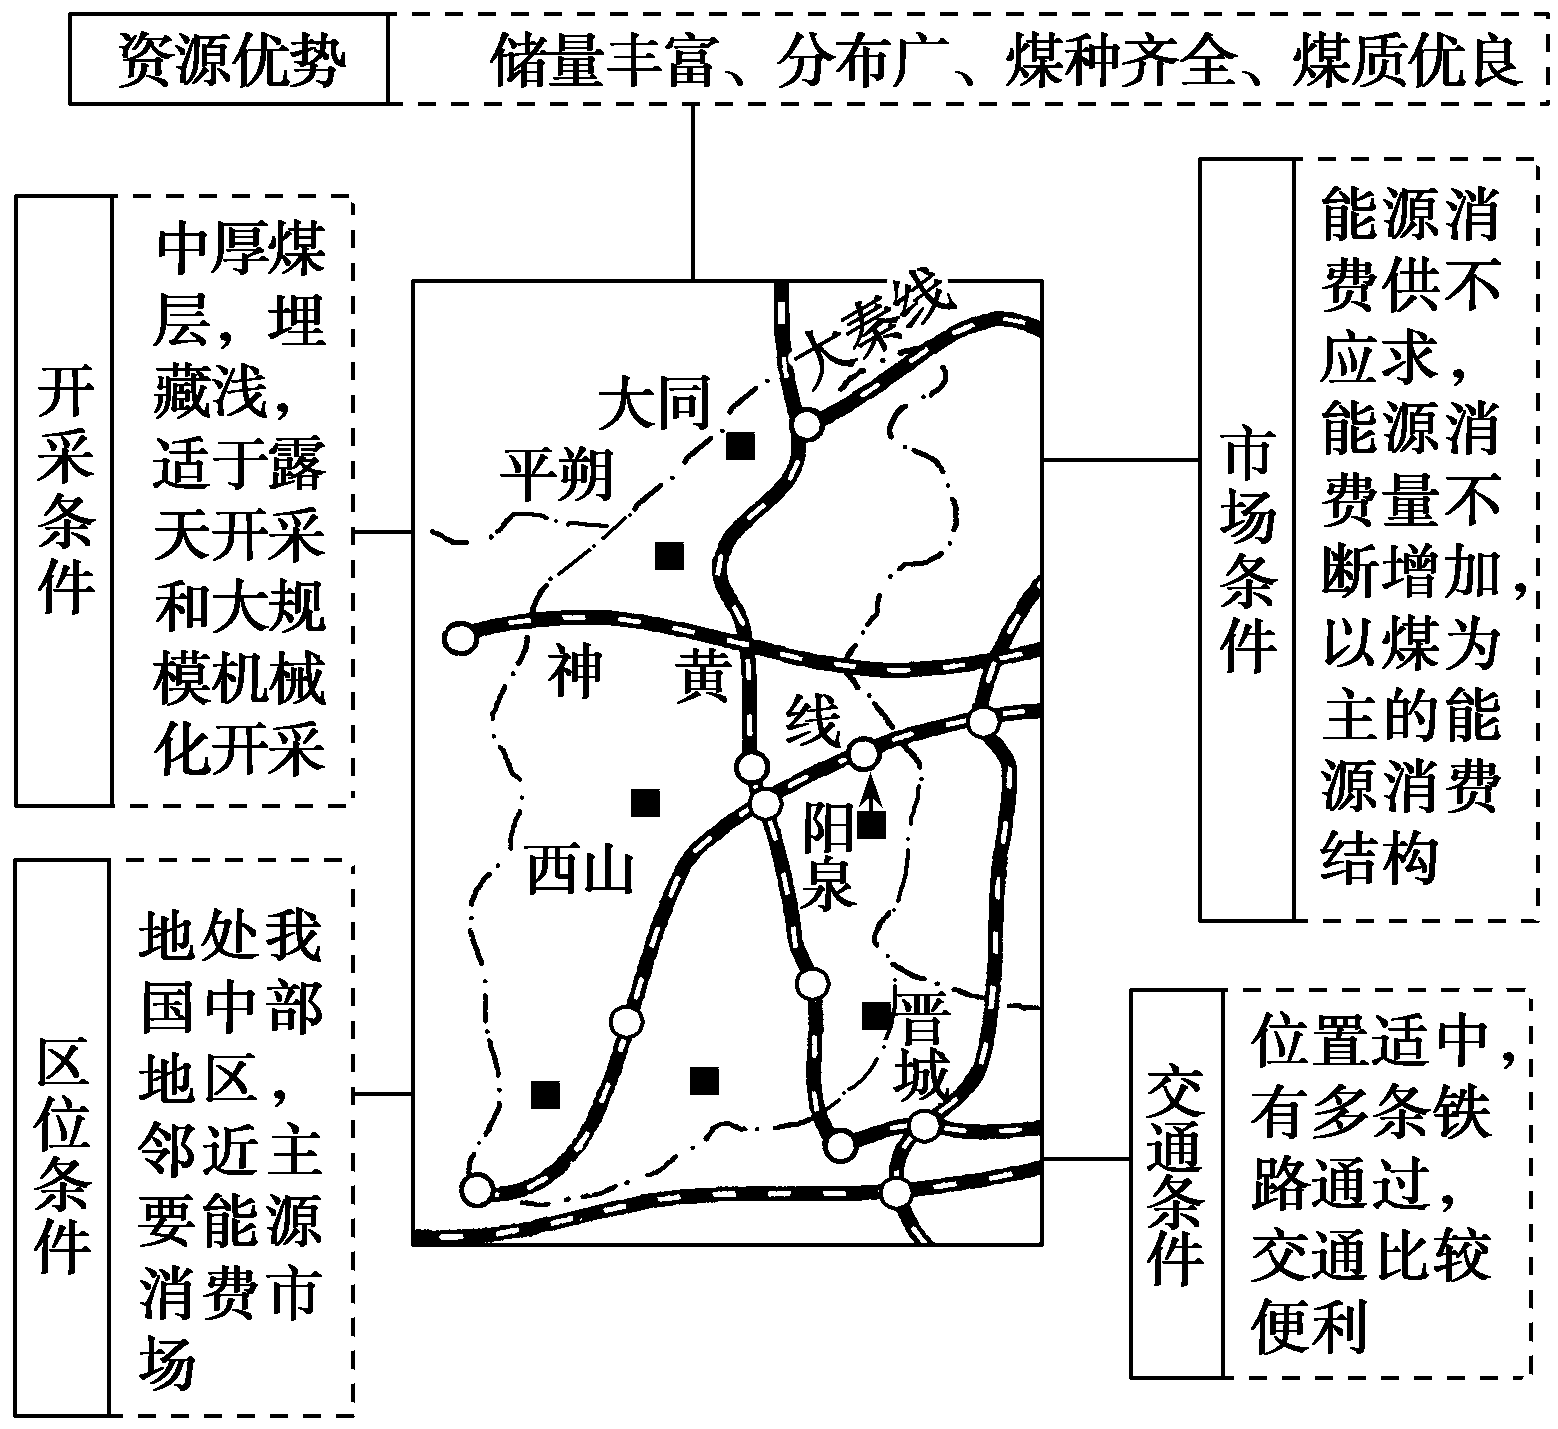 资源优势
储量丰富、分布广、煤种齐全、煤质优良
开采条件
中厚煤
层，埋
藏浅，
适于露
天开采
和大规
模机械
化开采
区位条件
地处我
国中部
地区，
邻近主
要能源
消费市
场
大秦线
大同
平朔
神黄线
西山
阳泉
晋城
市场条件
能源消
费供不
应求，
能源消
费量不
断增加，
以煤为
主的能
源消费
结构
交通条件
位置适中，
有多条铁
路通过，
交通比较
便利